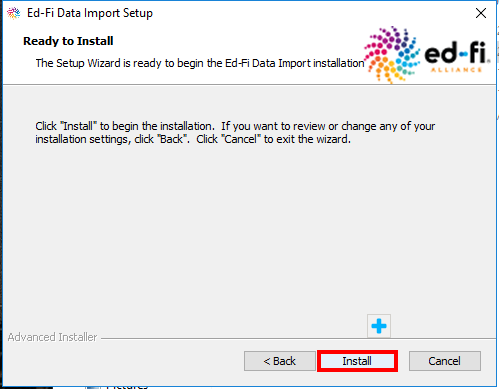 Ed-Fi Data Import Setup
Ready to Install
The Setup Wizard is ready to begin the Ed-Fi Data Import installation
ed-fi
ALLIANCE
Click "Install" to begin the installation. If you want to review or change any of your
installation settings, click "Back". Click "Cancel" to exit the wizard.
Advanced Installer
< Back
Install
Cancel
Pictures